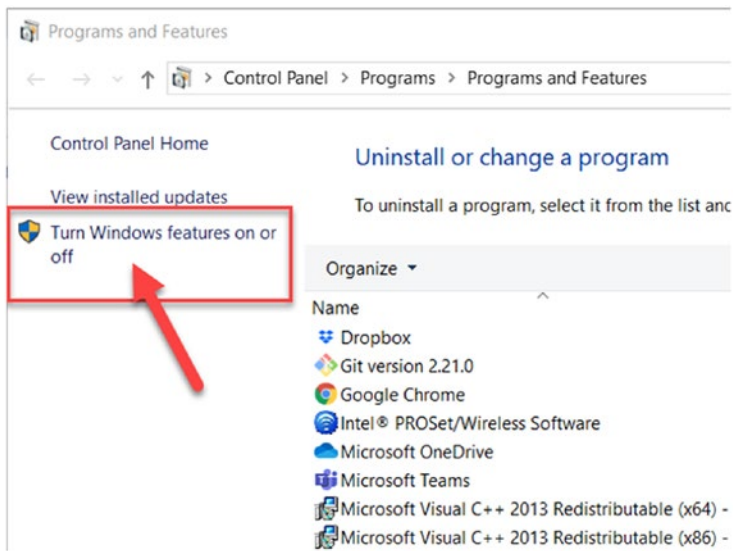 Programs and Features
Control Panel > Programs > Programs and Features
Control Panel Home
View installed updates
Turn Windows features on or
off
Uninstall or change a program
To uninstall a program, select it from the list and
Organize
Name
Dropbox
Git version 2.21.0
Google Chrome
Intel® PROSet/Wireless Software
Microsoft OneDrive
Microsoft Teams
Microsoft Visual C++ 2013 Redistributable (x64) -
Microsoft Visual C++ 2013 Redistributable (x86) -